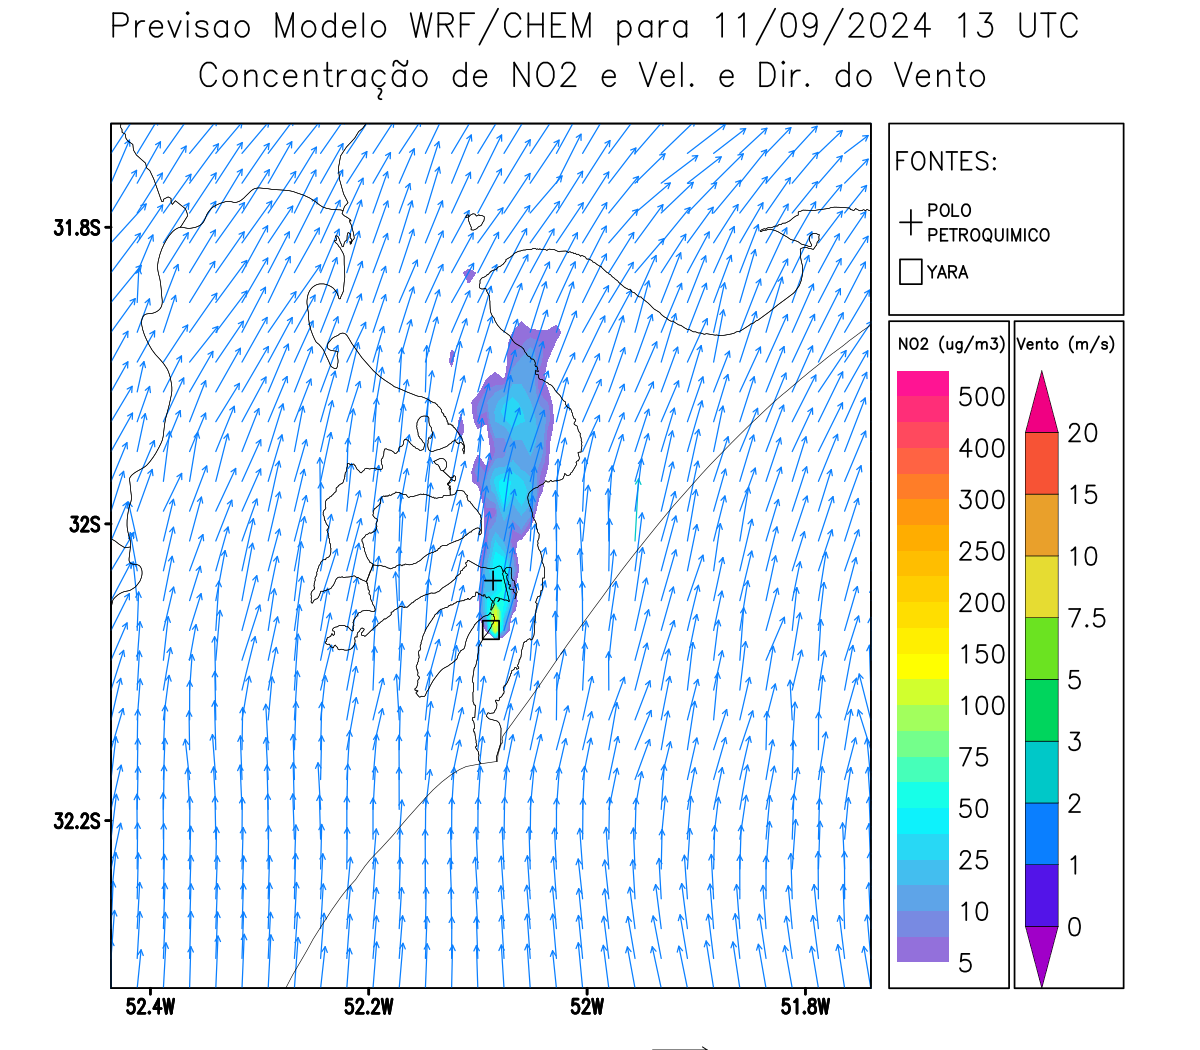 Previsao Modelo WRF/CHEM para 11/09/2024 13 UTC
Concentração de NO2 e Vel. e Dir. do Vento
FONTES:
POLO
PETROQUIMICO
YARA
31.8S
32S
32.2S
52.4W
52.2W
52W
51.8W
NO2 (ug/m3)
500
400
300
250
200
150
100
75
50
25
10
5
Vento (m/s)
20
15
10
7.5
5
3
2
1
0